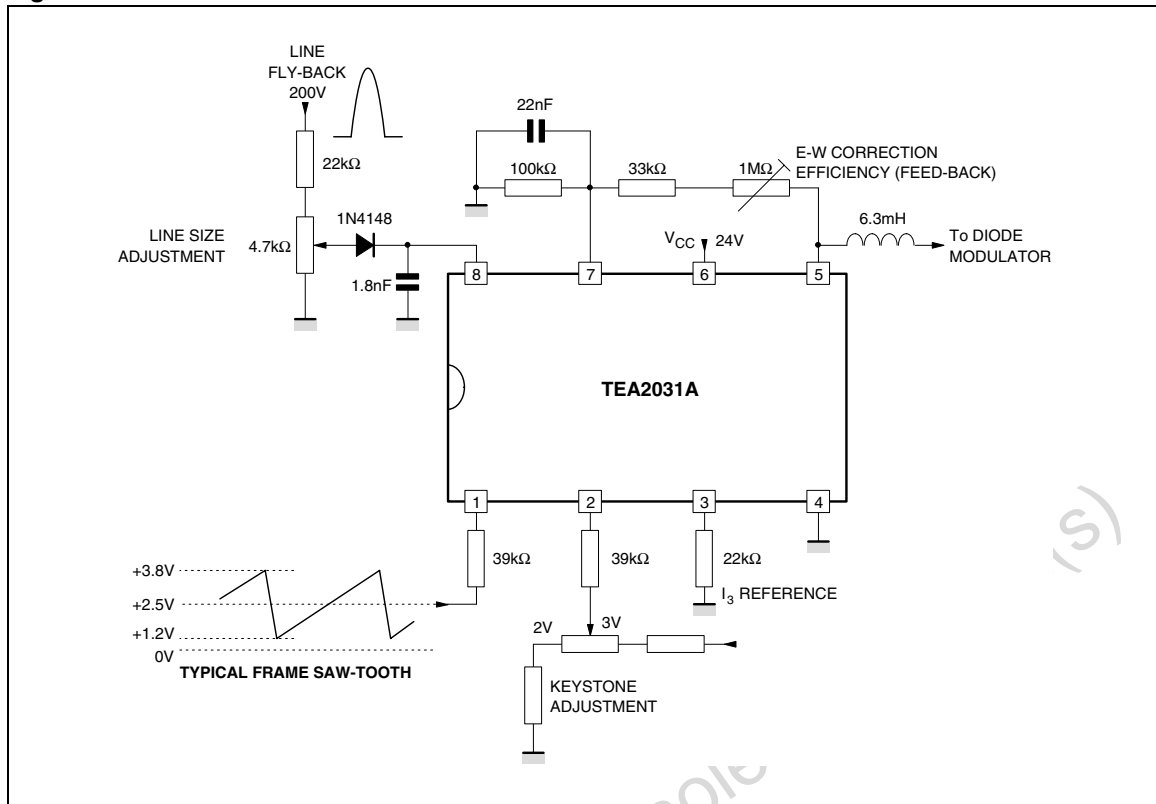 LINE
FLY-BACK
200V
22kΩ
LINE SIZE
ADJUSTMENT
4.7kΩ
1N4148
1.8nF
22nF
100kΩ
33kΩ
1MΩ
E-W CORRECTION
EFFICIENCY (FEED-BACK)
6.3mH
To DIODE
MODULATOR
VCC
24V
8
7
6
5
TEA2031A
1
2
3
4
39kΩ
39kΩ
22kΩ
I3 REFERENCE
+3.8V
+2.5V
+1.2V
0V
TYPICAL FRAME SAW-TOOTH
2V
3V
KEYSTONE
ADJUSTMENT